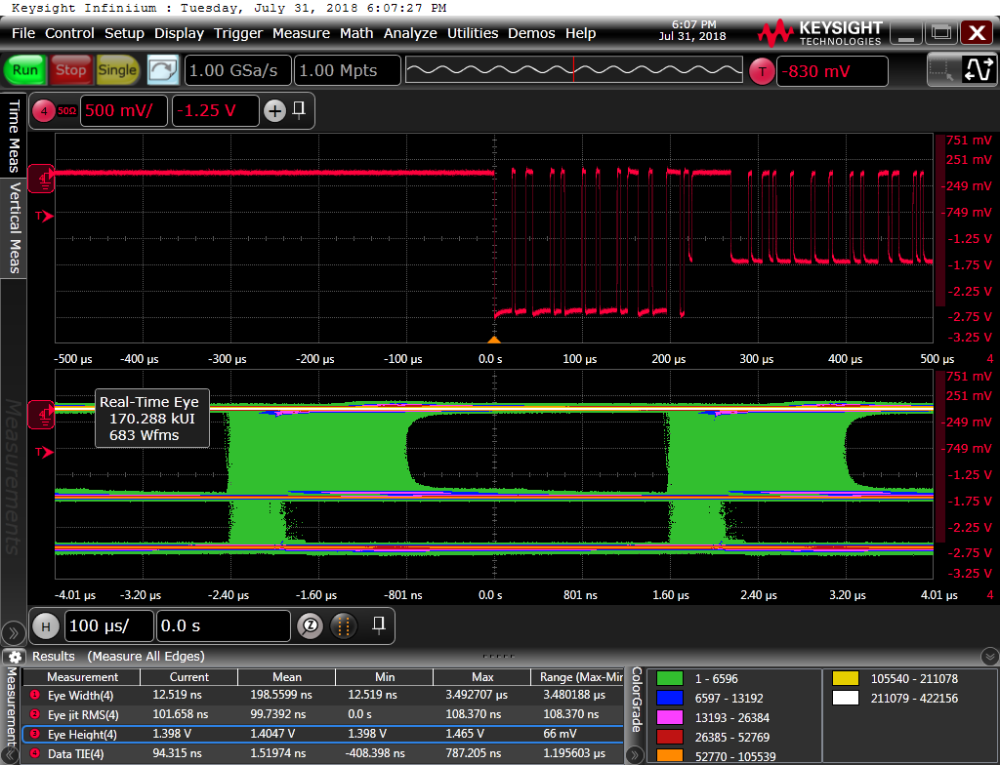 Keysight Infiniium : Tuesday, July 31, 2018 6:07:27 PM
File Control Setup Display Trigger Measure Math Analyze Utilities Demos Help
6:07 PM
Jul 31, 2018
KEYSIGHT
TECHNOLOGIES
Run Stop Single 1.00 GSa/s 1.00 Mpts T -830 mV
4 50Ω 500 mV/ -1.25 V
Time Meas
Vertical Meas
Measurements
751 mV
251 mV
-249 mV
-749 mV
-1.25 V
-1.75 V
-2.25 V
-2.75 V
-3.25 V
T
-500 µs -400 µs -300 µs -200 µs -100 µs 0.0 s 100 µs 200 µs 300 µs 400 µs 500 µs 4
Real-Time Eye
170.288 kUI
683 Wfms
751 mV
251 mV
-249 mV
-749 mV
-1.25 V
-1.75 V
-2.25 V
-2.75 V
-3.25 V
T
-4.01 µs -3.20 µs -2.40 µs -1.60 µs -801 ns 0.0 s 801 ns 1.60 µs 2.40 µs 3.20 µs 4.01 µs 4
H 100 µs/ 0.0 s
Results (Measure All Edges)
Measurement Current Mean Min Max Range (Max-Min
1 Eye Width(4) 12.519 ns 198.5599 ns 12.519 ns 3.492707 µs 3.480188 µs
2 Eye jit RMS(4) 101.658 ns 99.7392 ns 0.0 s 108.370 ns 108.370 ns
3 Eye Height(4) 1.398 V 1.4047 V 1.398 V 1.465 V 66 mV
4 Data TIE(4) 94.315 ns 1.51974 ns -408.398 ns 787.205 ns 1.195603 µs
Measurement
ColorGrade
1 - 6596
6597 - 13192
13193 - 26384
26385 - 52769
52770 - 105539
105540 - 211078
211079 - 422156